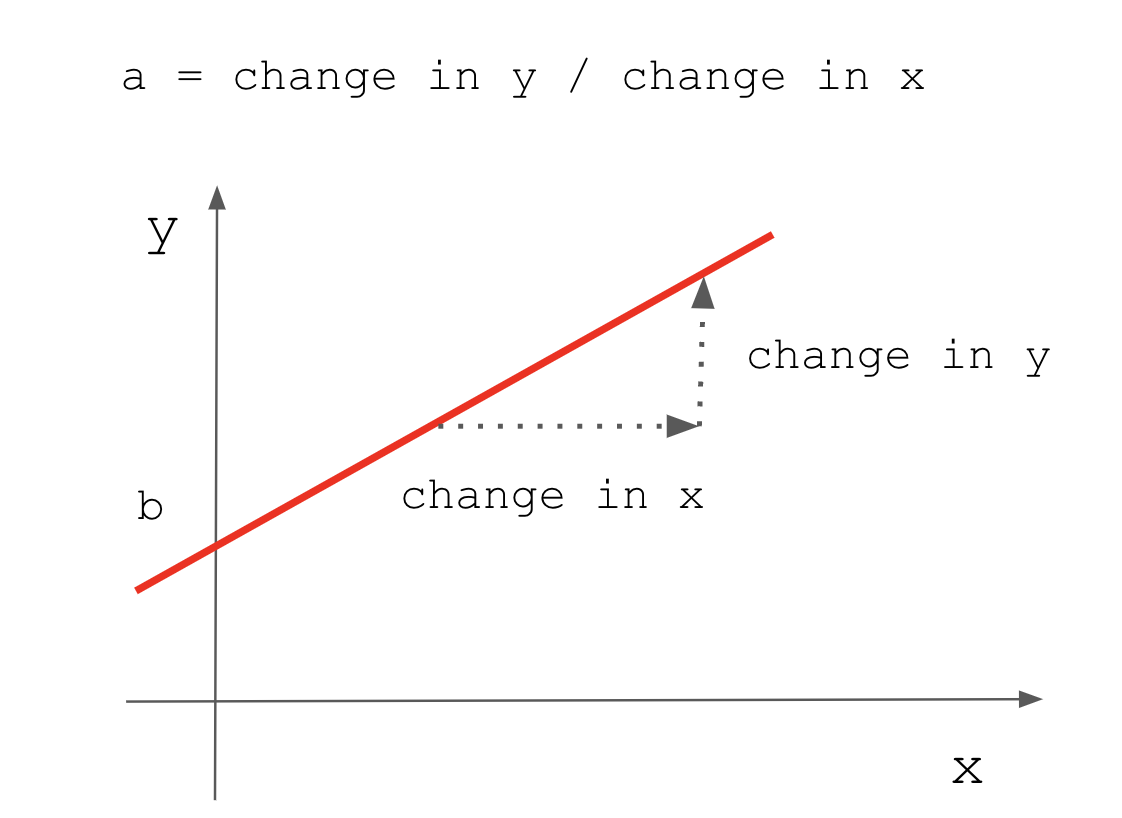 a = change in y / change in x
y
change in y
change in x
b
x